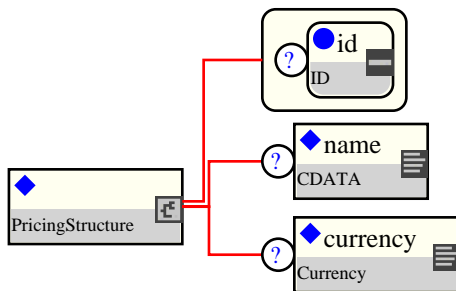 ? id
ID
? name
CDATA
PricingStructure
? currency
Currency